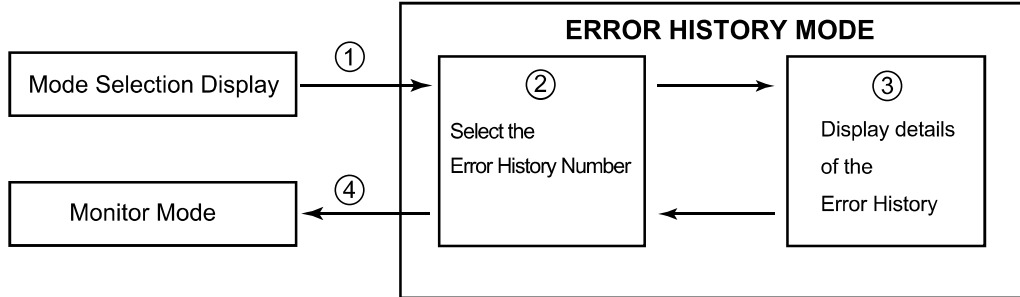 ERROR HISTORY MODE
①
Mode Selection Display
②
Select the
Error History Number
③
Display details
of the
Error History
④
Monitor Mode